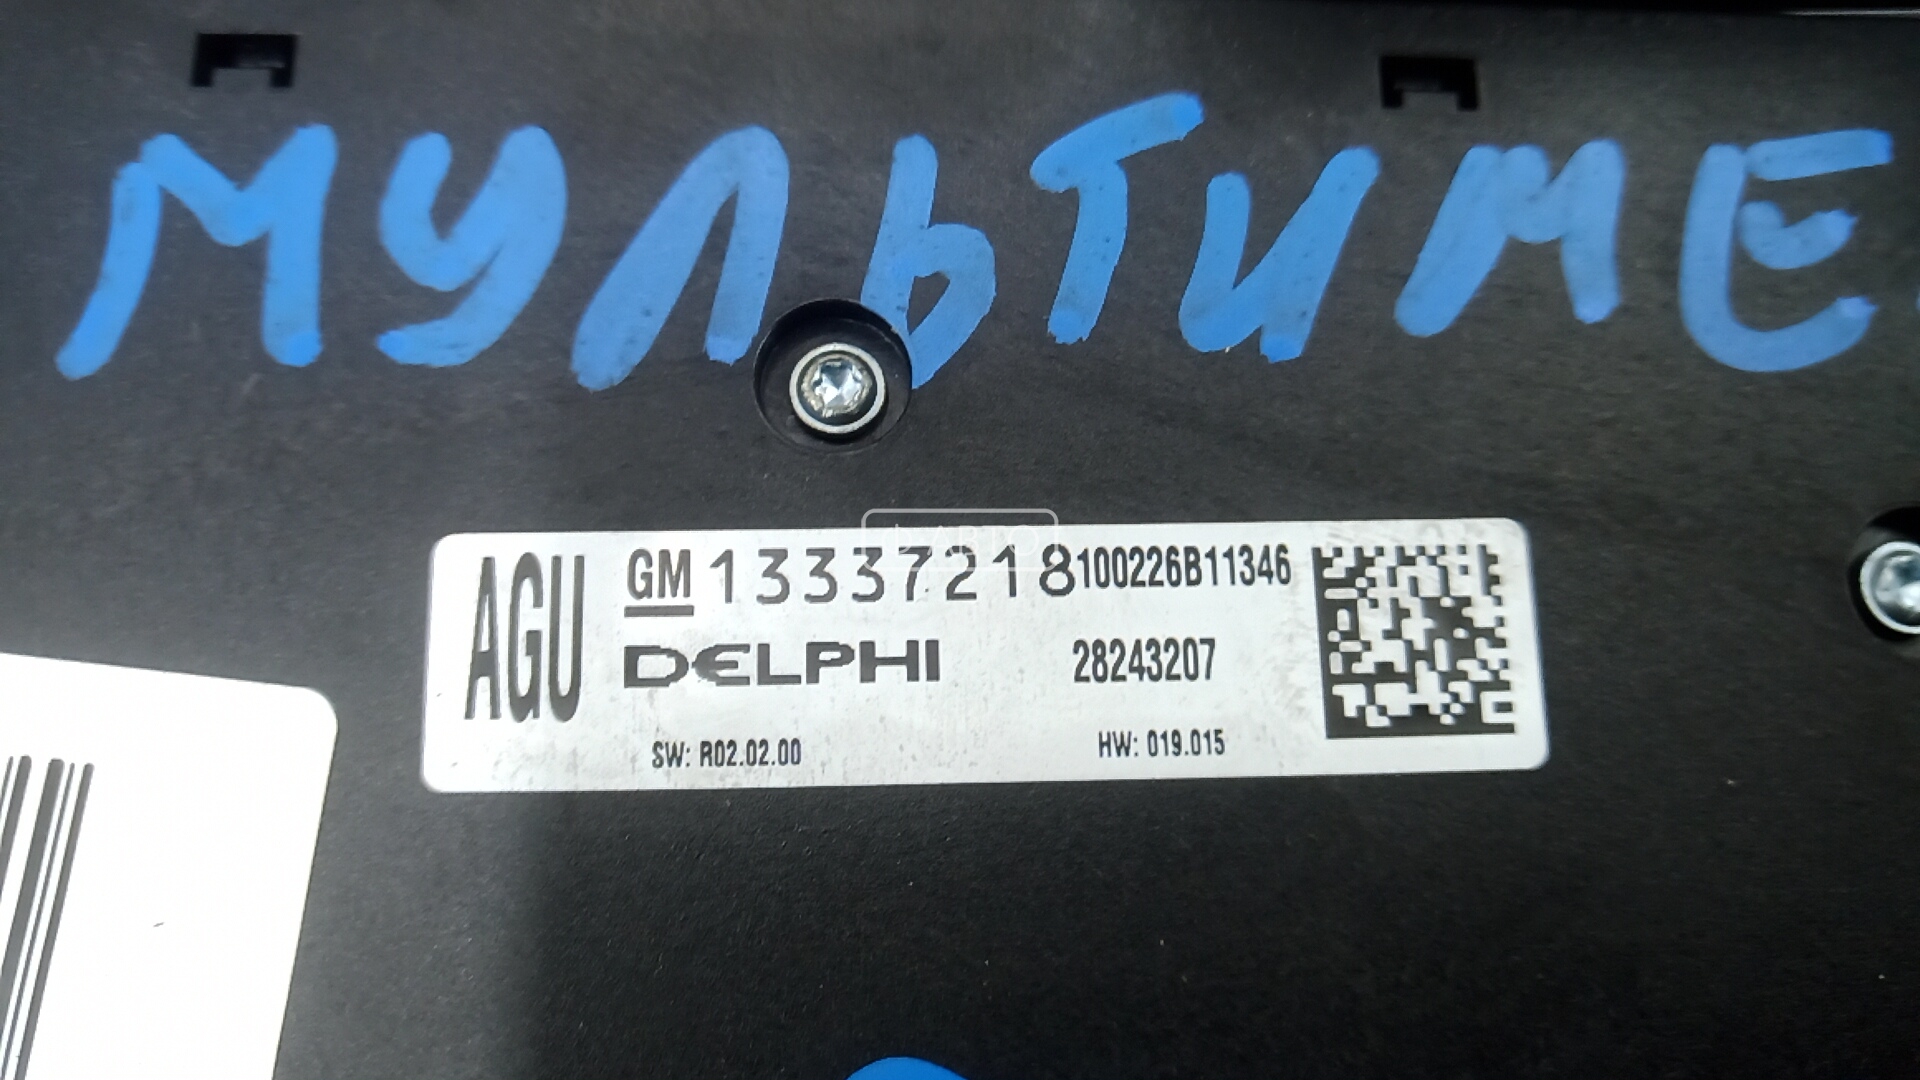 МУЛЬТИМЕ
AGU GM 13337218 100226B11346
DELPHI 28243207
SW: R02.02.00 HW: 019.015